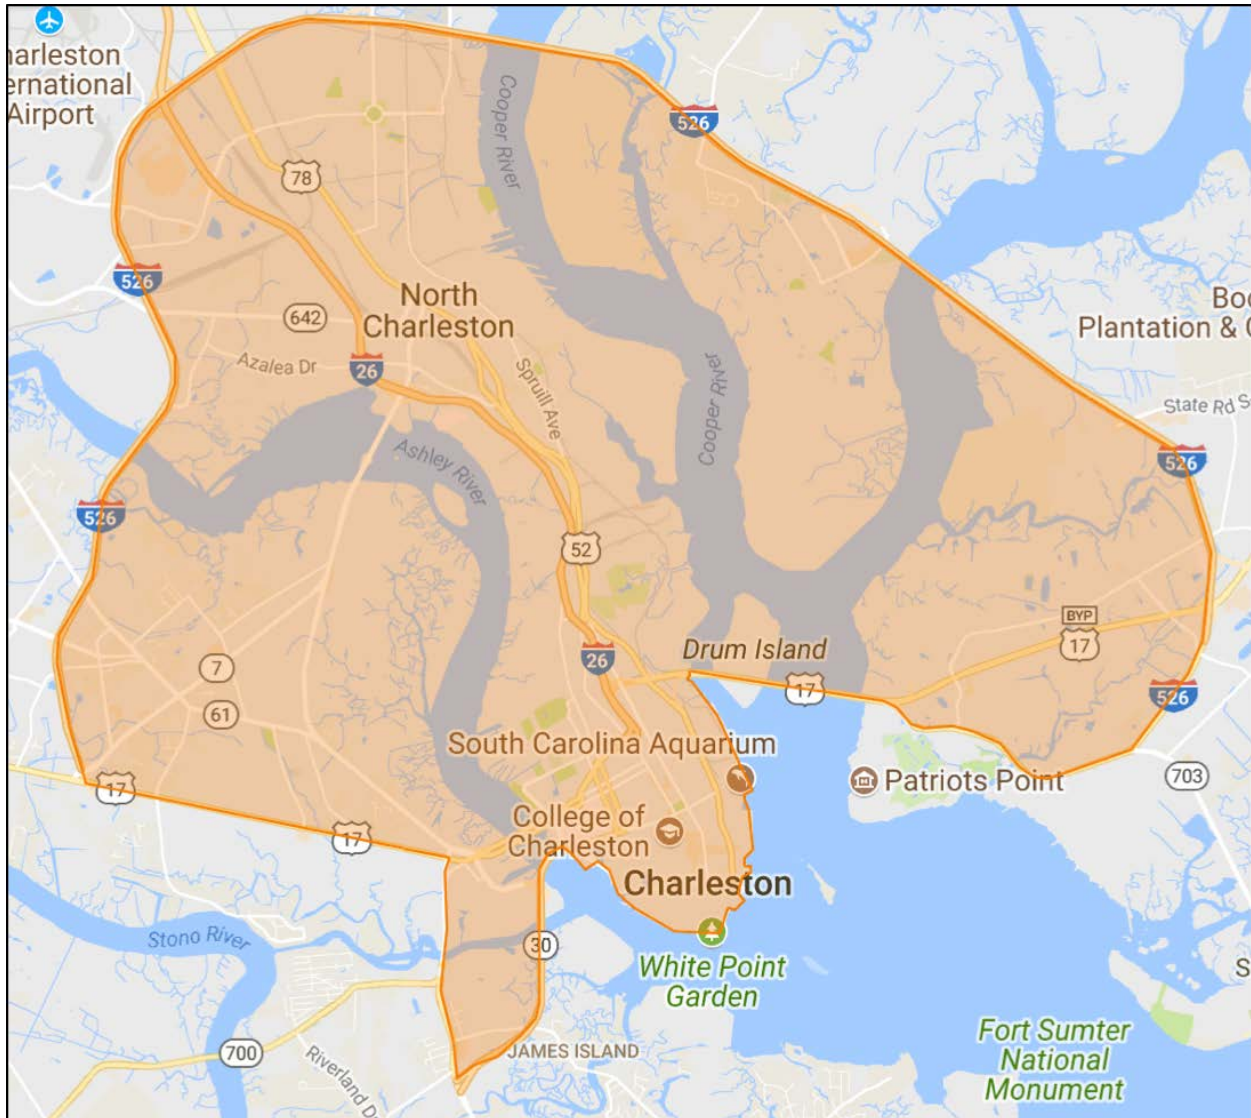 harleston
ernational
Airport
Cooper River
526
78
526
North
Charleston
642
Azalea Dr
26
Spruill Ave
Cooper River
Boo
Plantation & G
State Rd S
526
Ashley River
526
52
BYP
17
Drum Island
26
17
526
7
61
South Carolina Aquarium
17
Patriots Point
703
College of
Charleston
17
Charleston
Stono River
30
White Point
Garden
S
700
JAMES ISLAND
Riverland D
Fort Sumter
National
Monument